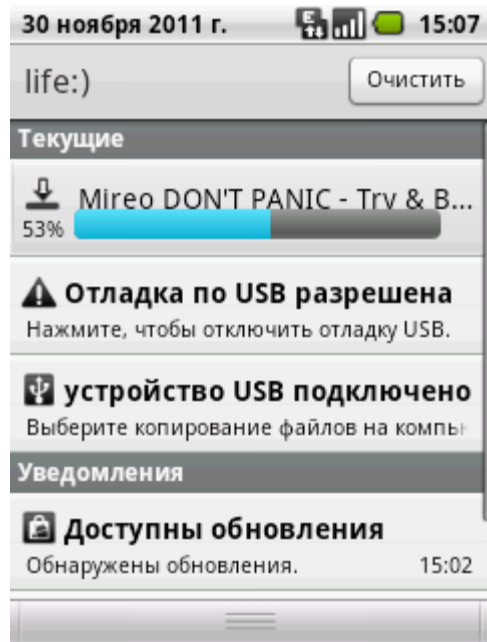 30 ноября 2011 г. E 15:07
life:) Очистить
Текущие
Mireo DON'T PANIC - Try & B...
53%
Отладка по USB разрешена
Нажмите, чтобы отключить отладку USB.
устройство USB подключено
Выберите копирование файлов на компь
Уведомления
Доступны обновления
Обнаружены обновления. 15:02